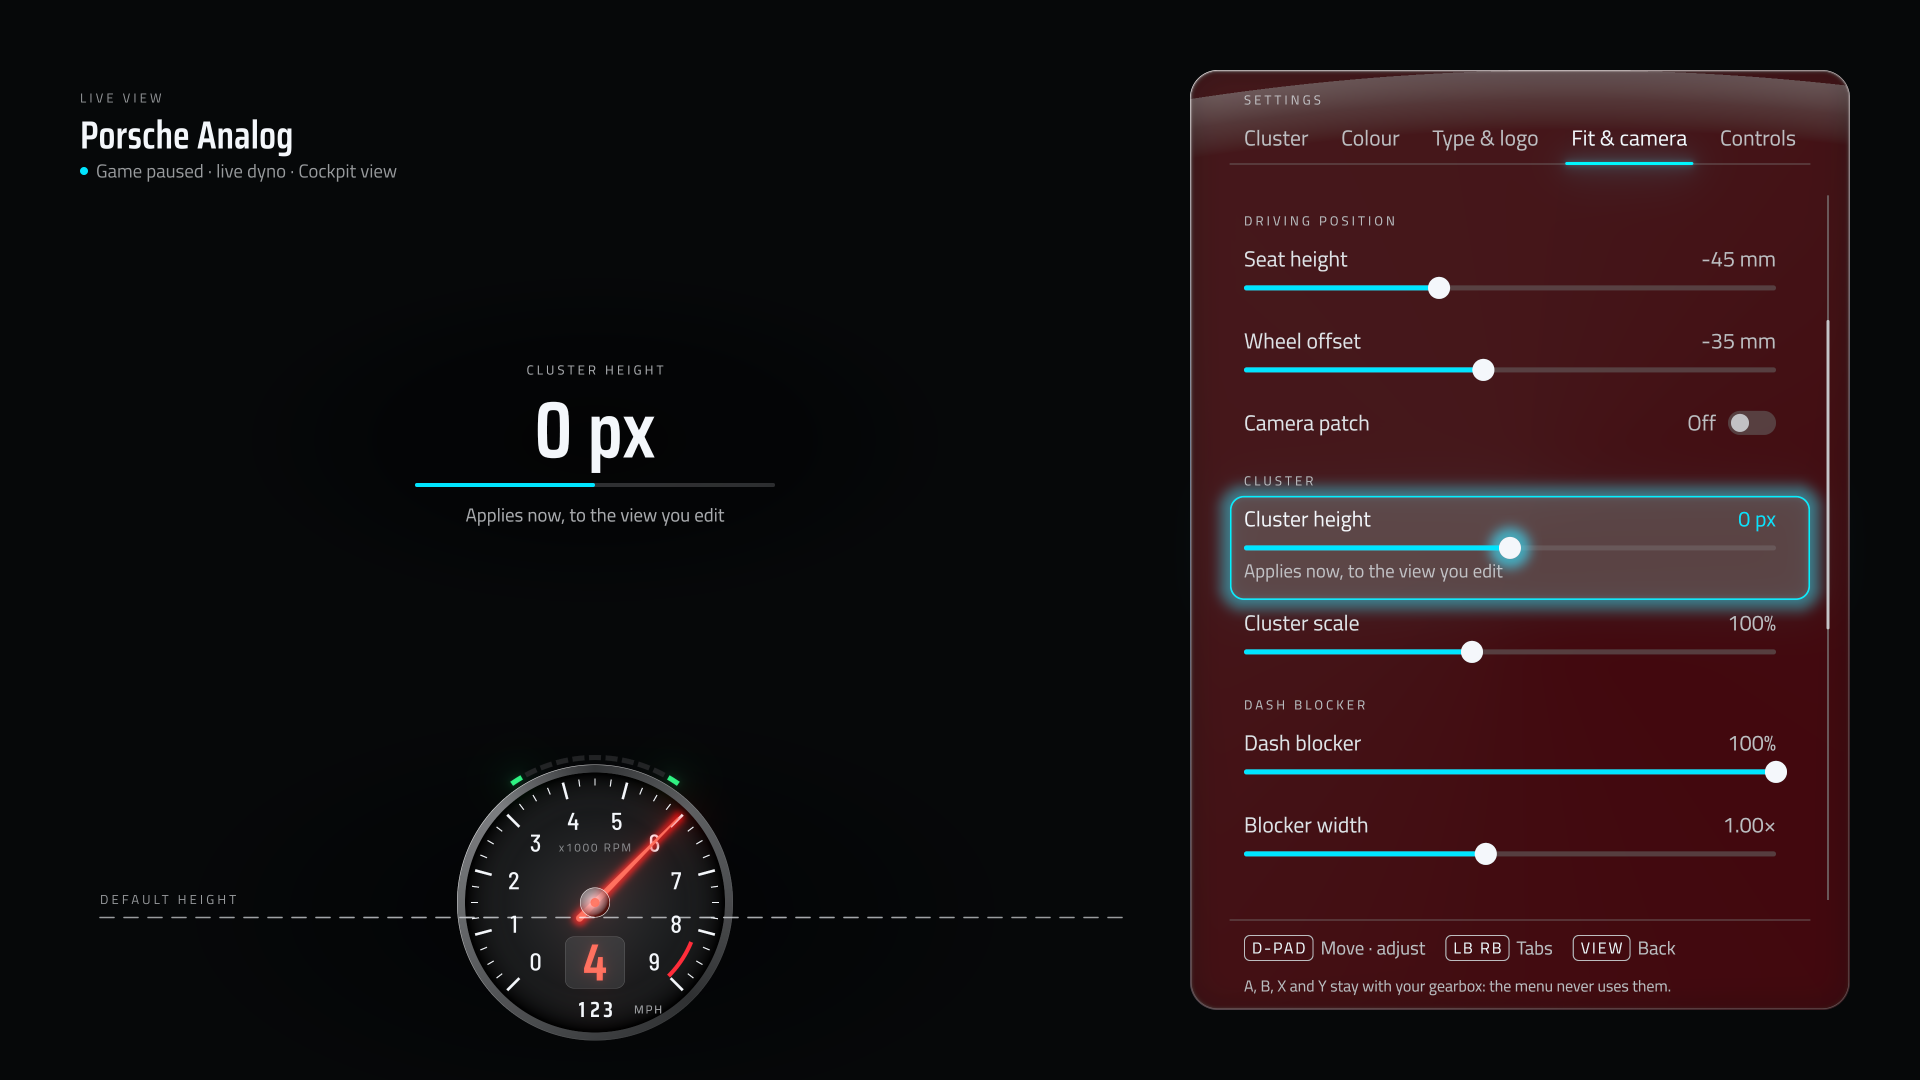 LIVE VIEW
Porsche Analog
Game paused · live dyno · Cockpit view
CLUSTER HEIGHT
0 px
Applies now, to the view you edit
DEFAULT HEIGHT
0 1 2 3 4 5 6 7 8 9
x1000 RPM
4
123 MPH
SETTINGS
Cluster Colour Type & logo Fit & camera Controls
DRIVING POSITION
Seat height -45 mm
Wheel offset -35 mm
Camera patch Off
CLUSTER
Cluster height 0 px
Applies now, to the view you edit
Cluster scale 100%
DASH BLOCKER
Dash blocker 100%
Blocker width 1.00×
D-PAD Move · adjust LB RB Tabs VIEW Back
A, B, X and Y stay with your gearbox: the menu never uses them.